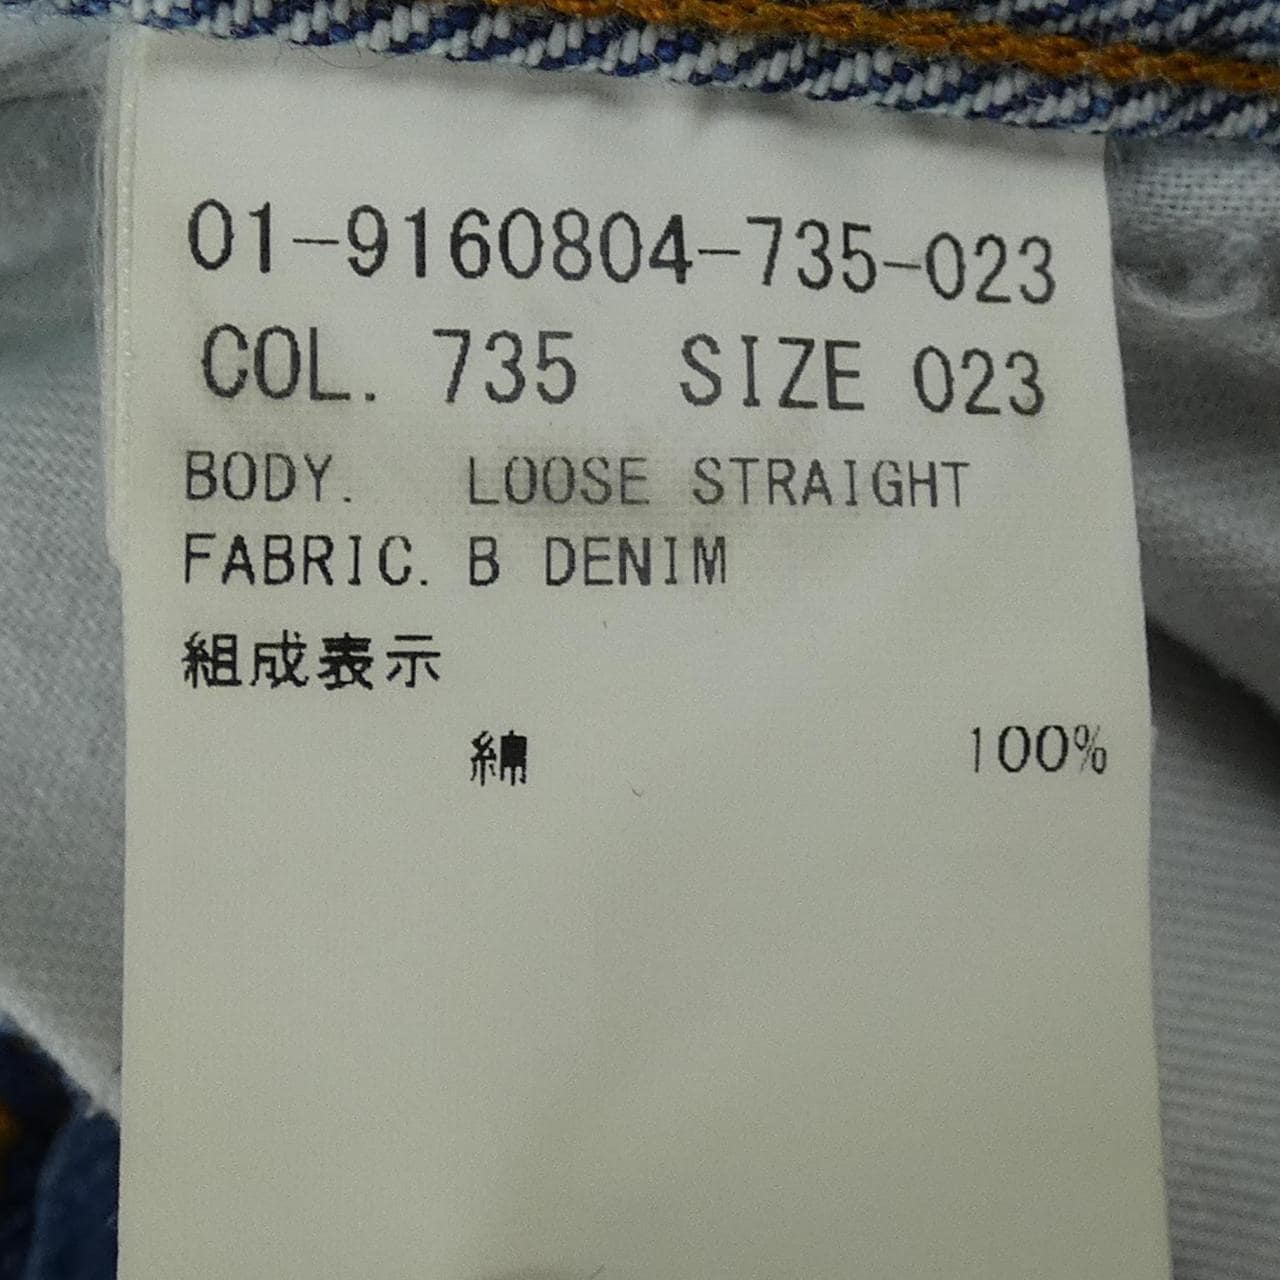 01-9160804-735-023
COL. 735 SIZE 023
BODY. LOOSE STRAIGHT
FABRIC. B DENIM
組成表示
綿 100%